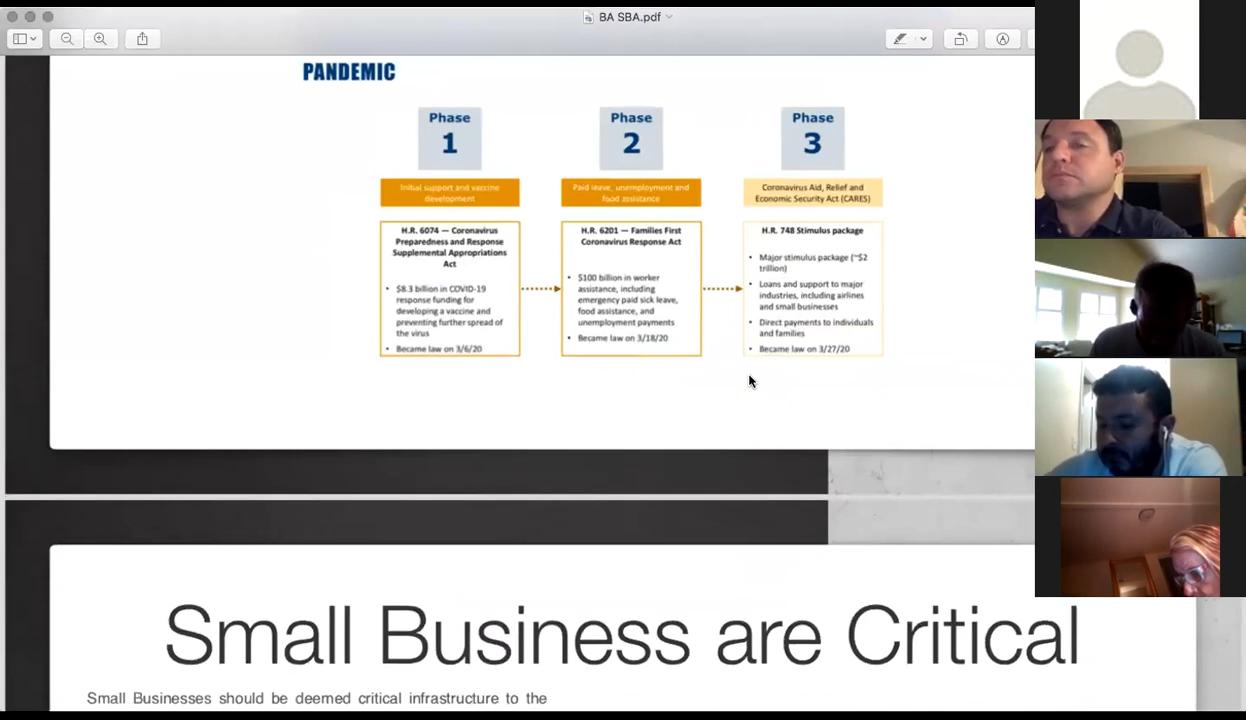 BA SBA.pdf
PANDEMIC
Phase
1
Phase
2
Phase
3
Initial support and vaccine
development
Paid leave, unemployment and
food assistance
Coronavirus Aid, Relief and
Economic Security Act (CARES)
H.R. 6074 — Coronavirus
Preparedness and Response
Supplemental Appropriations
Act
• $8.3 billion in COVID-19
response funding for
developing a vaccine and
preventing further spread of
the virus
• Became law on 3/6/20
H.R. 6201 — Families First
Coronavirus Response Act
• $100 billion in worker
assistance, including
emergency paid sick leave,
food assistance, and
unemployment payments
• Became law on 3/18/20
H.R. 748 Stimulus package
• Major stimulus package (~$2
trillion)
• Loans and support to major
industries, including airlines
and small businesses
• Direct payments to individuals
and families
• Became law on 3/27/20
Small Business are Critical
Small Businesses should be deemed critical infrastructure to the